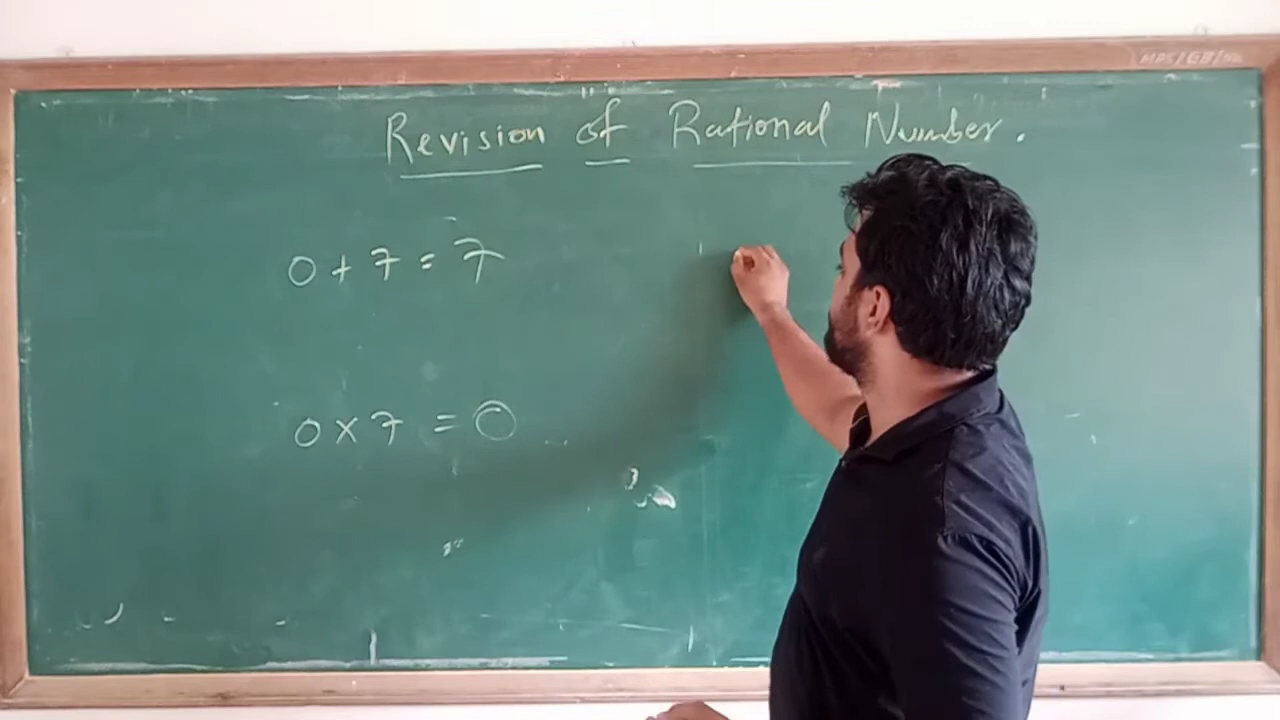 Revision of Rational Number.
0 + 7 = 7
0 × 7 = 0